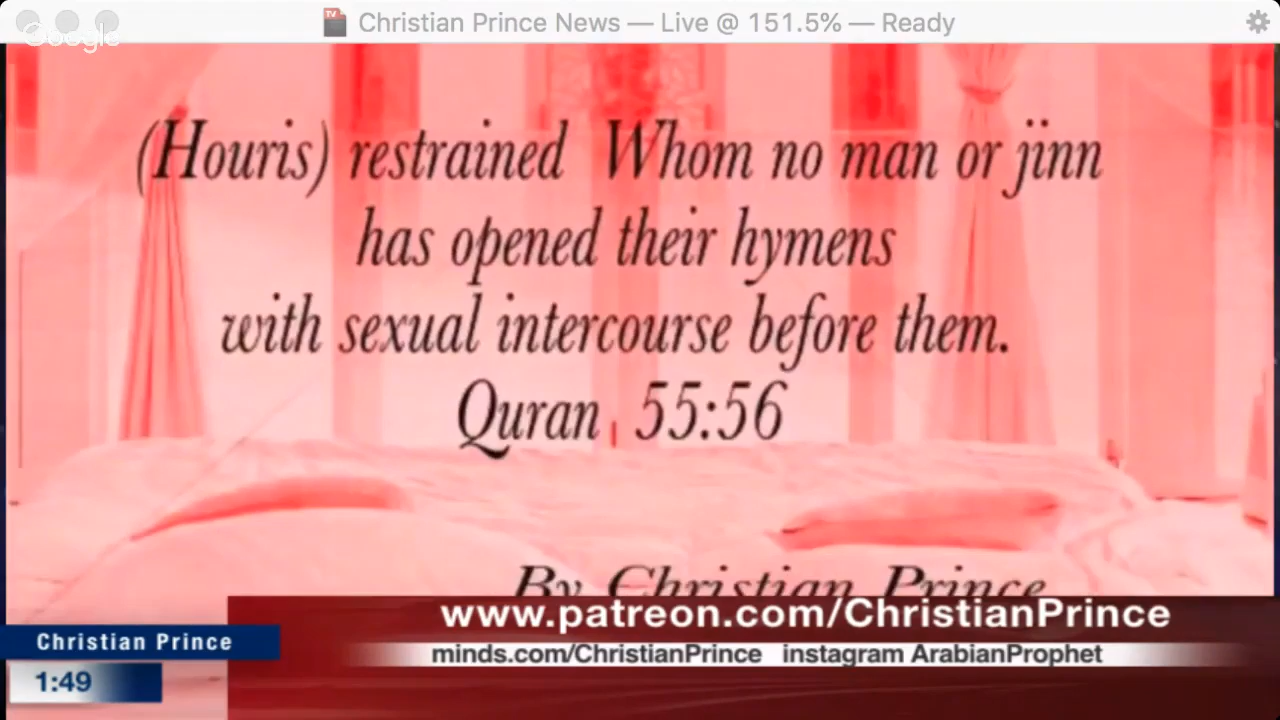 Christian Prince News — Live @ 151.5% — Ready
Google
(Houris) restrained Whom no man or jinn
has opened their hymens
with sexual intercourse before them.
Quran 55:56
By Christian Prince
www.patreon.com/ChristianPrince
Christian Prince
minds.com/ChristianPrince instagram ArabianProphet
1:49